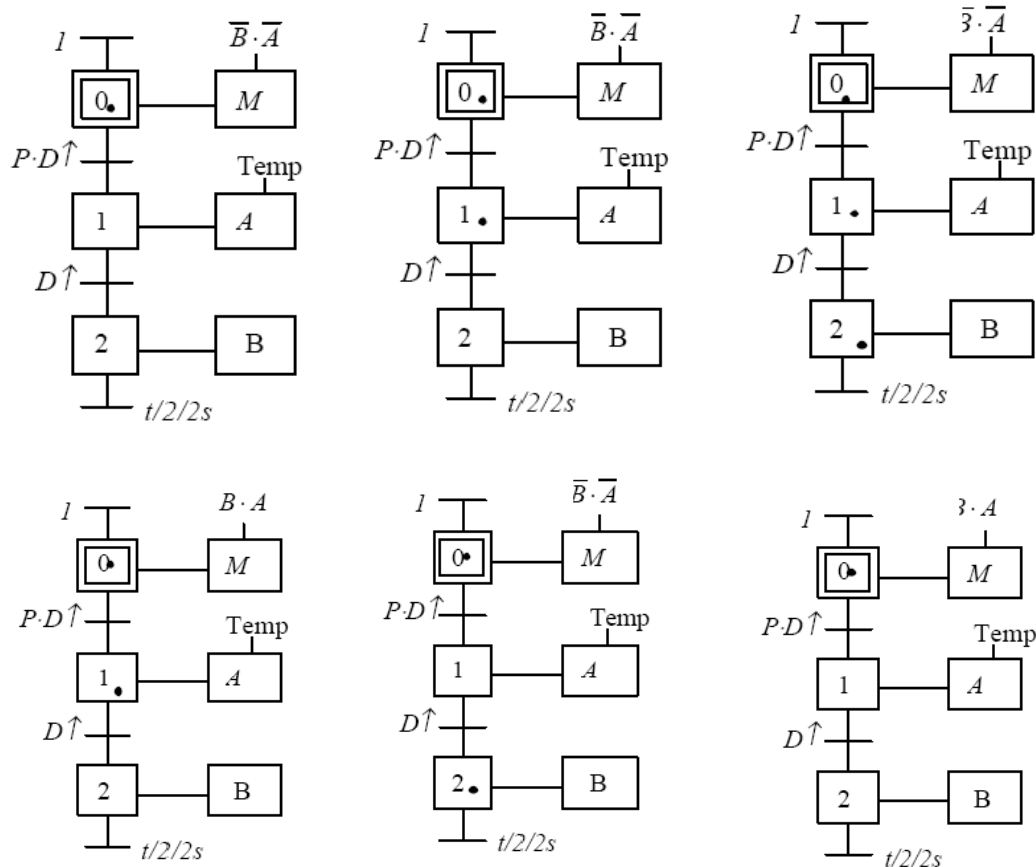 1 B̅ · A̅
0 M
P·D↑ Temp
1 A
D↑
2 B
t/2/2s
1 B̅ · A̅
0 M
P·D↑ Temp
1 A
D↑
2 B
t/2/2s
1 B̅ · A̅
0 M
P·D↑ Temp
1 A
D↑
2 B
t/2/2s
1 B · A
0 M
P·D↑ Temp
1 A
D↑
2 B
t/2/2s
1 B̅ · A̅
0 M
P·D↑ Temp
1 A
D↑
2 B
t/2/2s
1 B · A
0 M
P·D↑ Temp
1 A
D↑
2 B
t/2/2s